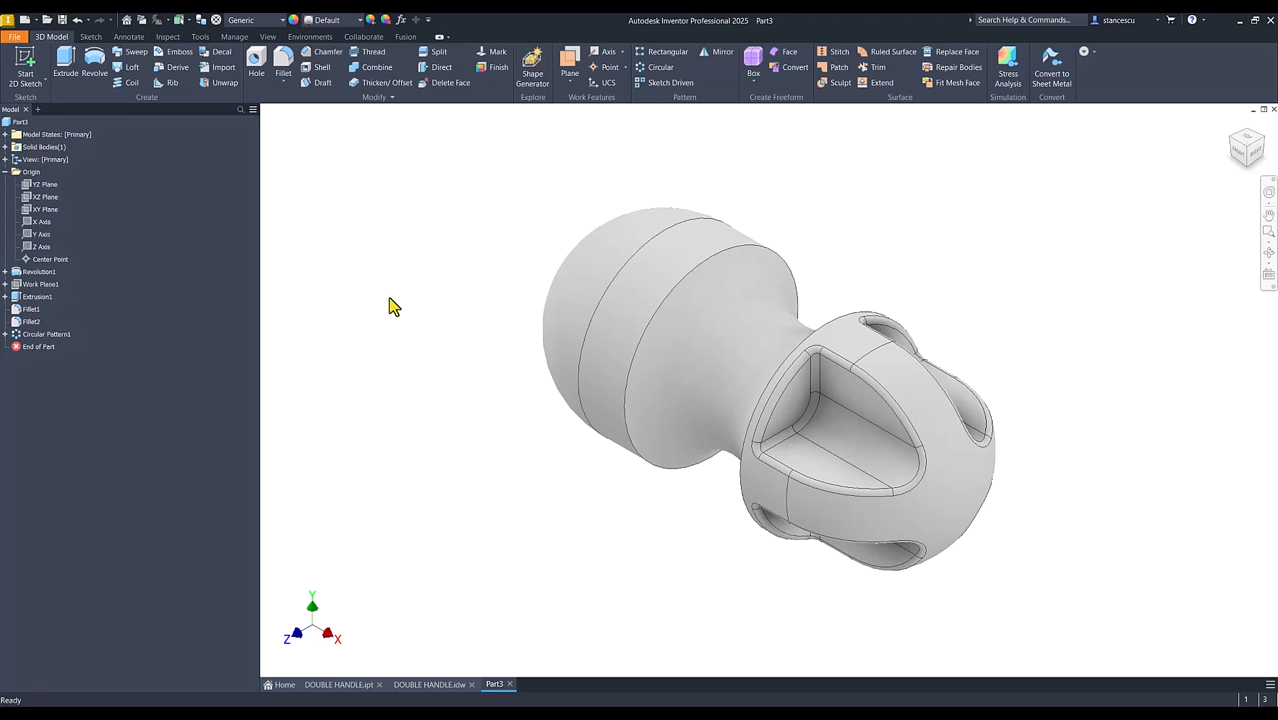 Generic
Default
fx
Autodesk Inventor Professional 2025 Part3
Search Help & Commands...
stancescu
File
3D Model
Sketch
Annotate
Inspect
Tools
Manage
View
Environments
Collaborate
Fusion
Start
2D Sketch
Extrude
Revolve
Sweep
Emboss
Decal
Loft
Derive
Import
Coil
Rib
Unwrap
Hole
Fillet
Chamfer
Thread
Split
Shell
Combine
Direct
Draft
Thicken/ Offset
Delete Face
Mark
Finish
Shape
Generator
Plane
Axis
Point
UCS
Rectangular
Mirror
Circular
Sketch Driven
Box
Face
Convert
Stitch
Ruled Surface
Replace Face
Patch
Trim
Repair Bodies
Sculpt
Extend
Fit Mesh Face
Stress
Analysis
Convert to
Sheet Metal
Sketch
Create
Modify
Explore
Work Features
Pattern
Create Freeform
Surface
Simulation
Convert
Model
Part3
Model States: [Primary]
Solid Bodies(1)
View: [Primary]
Origin
YZ Plane
XZ Plane
XY Plane
X Axis
Y Axis
Z Axis
Center Point
Revolution1
Work Plane1
Extrusion1
Fillet1
Fillet2
Circular Pattern1
End of Part
TOP
FRONT
RIGHT
Y
Z
X
Home
DOUBLE HANDLE.ipt
DOUBLE HANDLE.idw
Part3
Ready
1
3